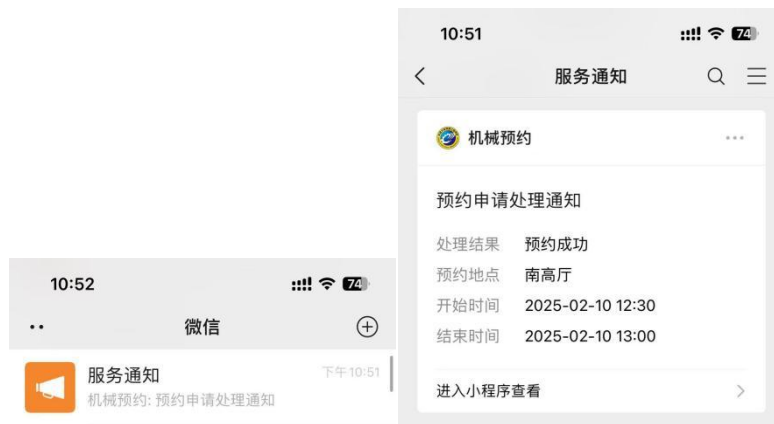 10:52
74
微信
服务通知
下午10:51
机械预约: 预约申请处理通知
10:51
74
服务通知
机械预约
预约申请处理通知
处理结果 预约成功
预约地点 南高厅
开始时间 2025-02-10 12:30
结束时间 2025-02-10 13:00
进入小程序查看